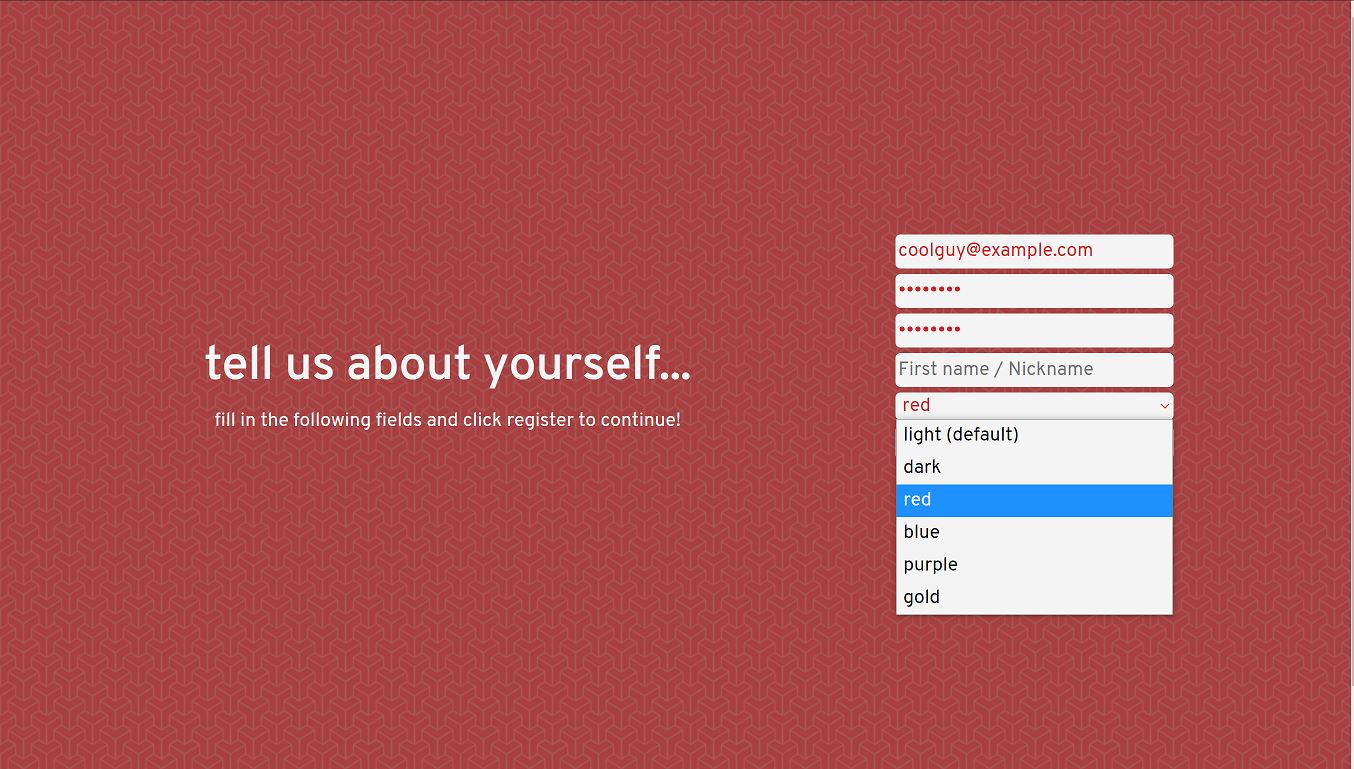 tell us about yourself...
fill in the following fields and click register to continue!
coolguy@example.com
••••••••
••••••••
First name / Nickname
red
light (default)
dark
red
blue
purple
gold